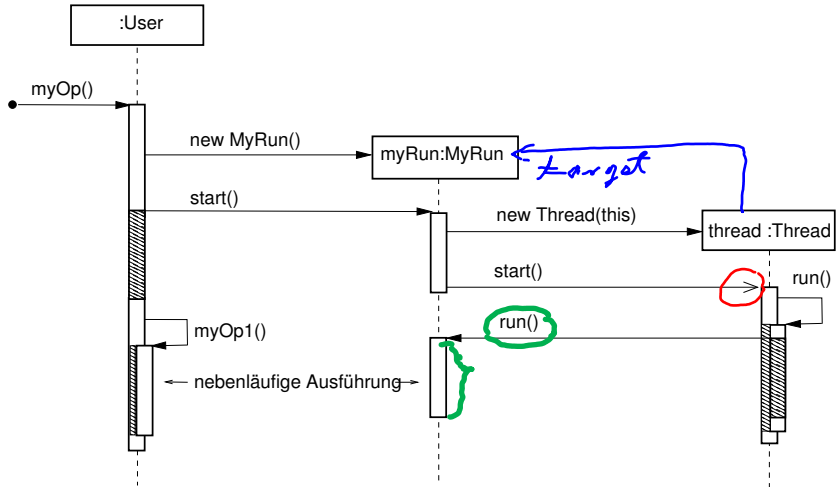 :User
myOp()
new MyRun()
myRun:MyRun
target
start()
new Thread(this)
thread :Thread
start()
run()
myOp1()
run()
nebenläufige Ausführung